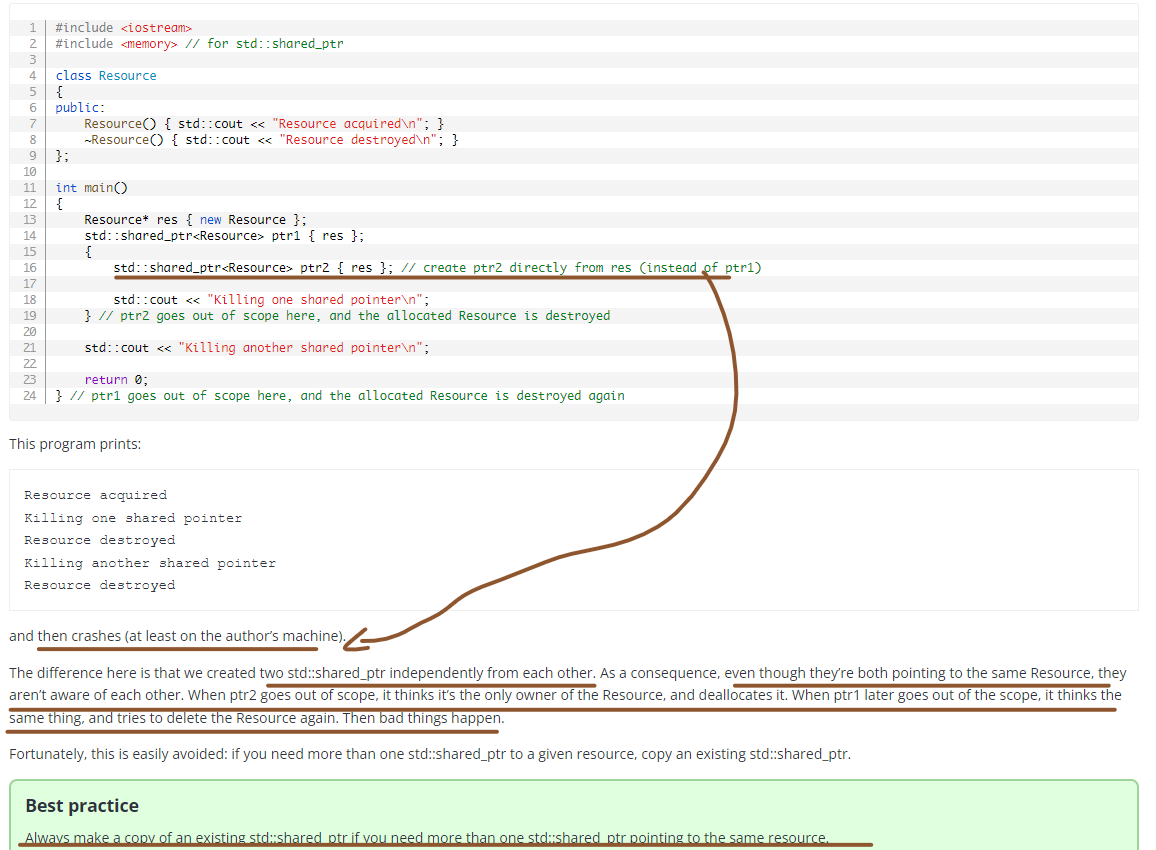 1 #include <iostream>
2 #include <memory> // for std::shared_ptr
3
4 class Resource
5 {
6 public:
7     Resource() { std::cout << "Resource acquired\n"; }
8     ~Resource() { std::cout << "Resource destroyed\n"; }
9 };
10
11 int main()
12 {
13     Resource* res { new Resource };
14     std::shared_ptr<Resource> ptr1 { res };
15     {
16         std::shared_ptr<Resource> ptr2 { res }; // create ptr2 directly from res (instead of ptr1)
17
18         std::cout << "Killing one shared pointer\n";
19     } // ptr2 goes out of scope here, and the allocated Resource is destroyed
20
21     std::cout << "Killing another shared pointer\n";
22
23     return 0;
24 } // ptr1 goes out of scope here, and the allocated Resource is destroyed again
This program prints:
Resource acquired
Killing one shared pointer
Resource destroyed
Killing another shared pointer
Resource destroyed
and then crashes (at least on the author's machine).
The difference here is that we created two std::shared_ptr independently from each other. As a consequence, even though they're both pointing to the same Resource, they
aren't aware of each other. When ptr2 goes out of scope, it thinks it's the only owner of the Resource, and deallocates it. When ptr1 later goes out of the scope, it thinks the
same thing, and tries to delete the Resource again. Then bad things happen.
Fortunately, this is easily avoided: if you need more than one std::shared_ptr to a given resource, copy an existing std::shared_ptr.
Best practice
Always make a copy of an existing std::shared_ptr if you need more than one std::shared_ptr pointing to the same resource.